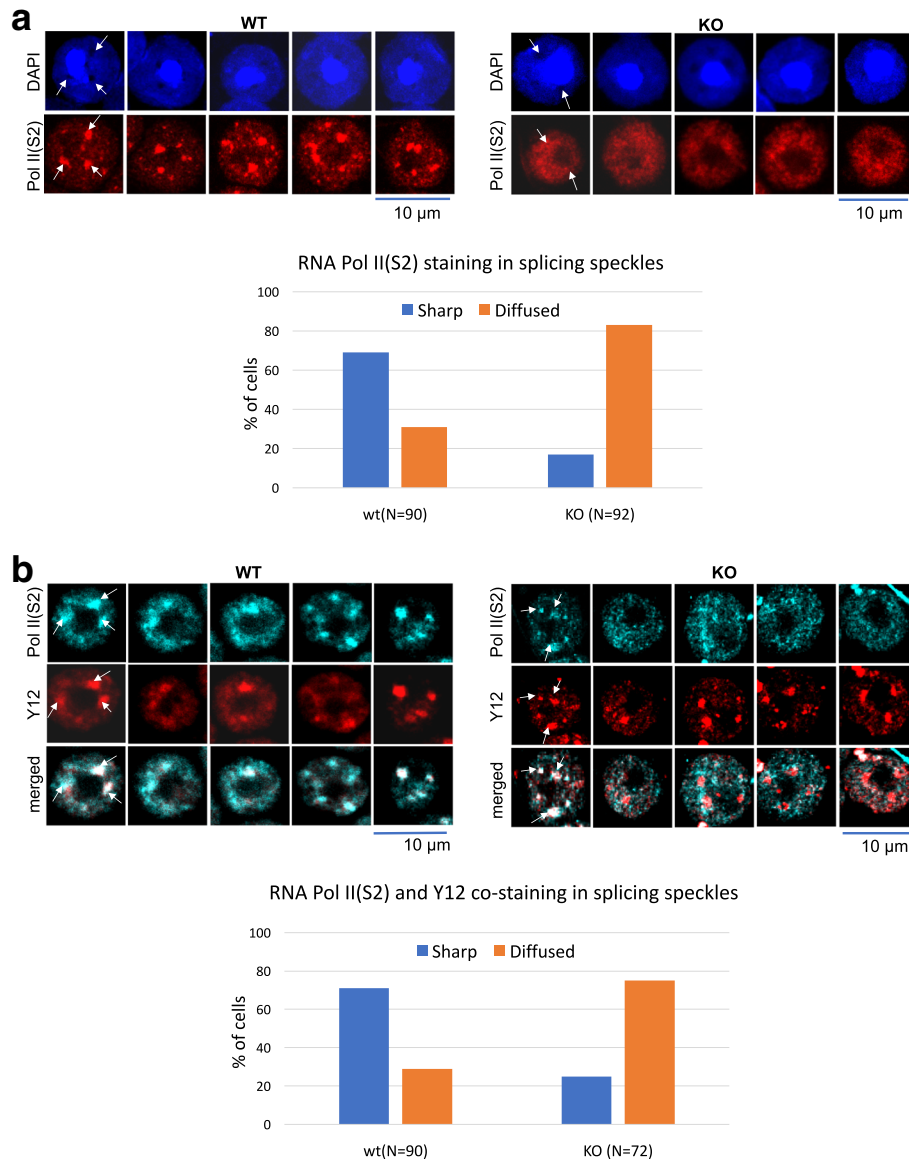 a
WT
KO
DAPI
Pol II(S2)
10 µm
10 µm
RNA Pol II(S2) staining in splicing speckles
Sharp Diffused
% of cells
100
80
60
40
20
0
wt(N=90)
KO (N=92)
b
WT
KO
Pol II(S2)
Y12
merged
10 µm
Pol II(S2)
Y12
merged
10 µm
RNA Pol II(S2) and Y12 co-staining in splicing speckles
Sharp Diffused
% of cells
100
80
60
40
20
0
wt(N=90)
KO (N=72)
DAPI
Pol II(S2)